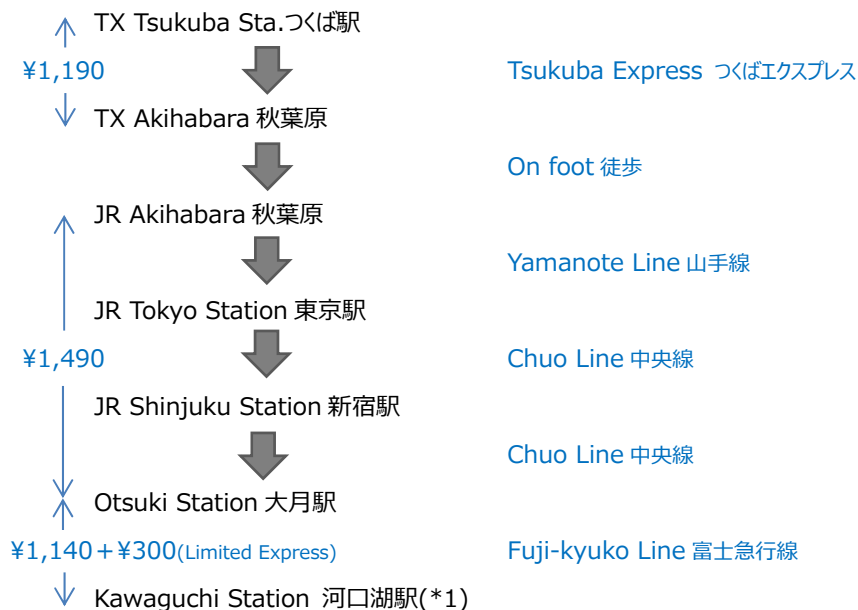 TX Tsukuba Sta.つくば駅
¥1,190
Tsukuba Express つくばエクスプレス
TX Akihabara 秋葉原
On foot 徒歩
JR Akihabara 秋葉原
Yamanote Line 山手線
JR Tokyo Station 東京駅
¥1,490
Chuo Line 中央線
JR Shinjuku Station 新宿駅
Chuo Line 中央線
Otsuki Station 大月駅
¥1,140+¥300(Limited Express)
Fuji-kyuko Line 富士急行線
Kawaguchi Station 河口湖駅(*1)